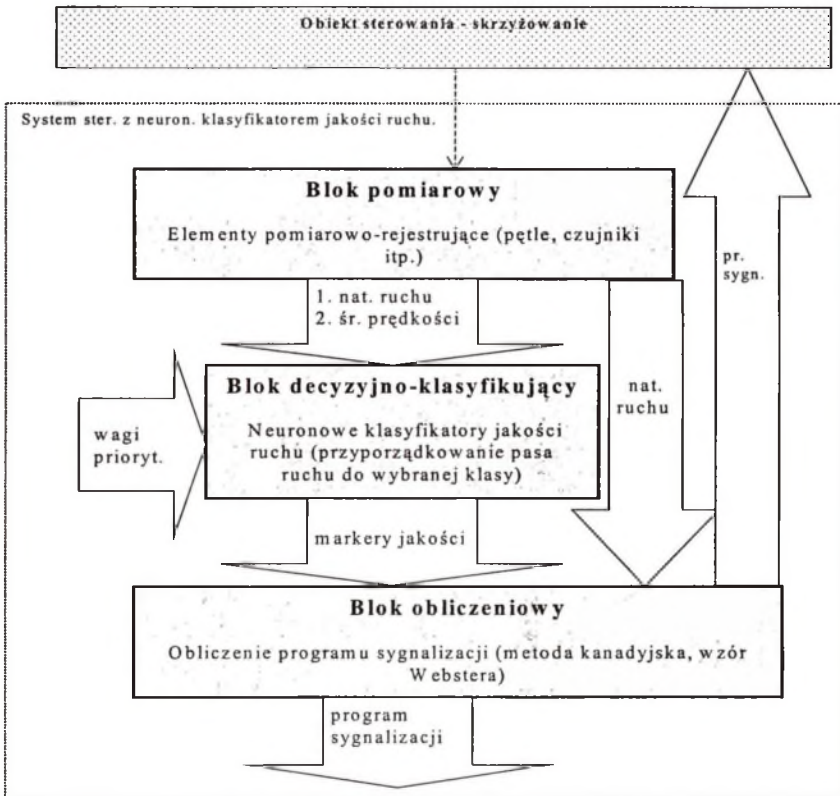 Obiekt sterowania - skrzyżowanie
System ster. z neuron. klasyfikatorem jakości ruchu.
Blok pomiarowy
Elementy pomiarowo-rejestrujące (pętle, czujniki
itp.)
pr.
sygn.
1. nat. ruchu
2. śr. prędkości
nat.
ruchu
Blok decyzyjno-klasyfikujący
Neuronowe klasyfikatory jakości
ruchu (przyporządkowanie pasa
ruchu do wybranej klasy)
wagi
prioryt.
markery jakości
Blok obliczeniowy
Obliczenie programu sygnalizacji (metoda kanadyjska, wzór
Webstera)
program
sygnalizacji